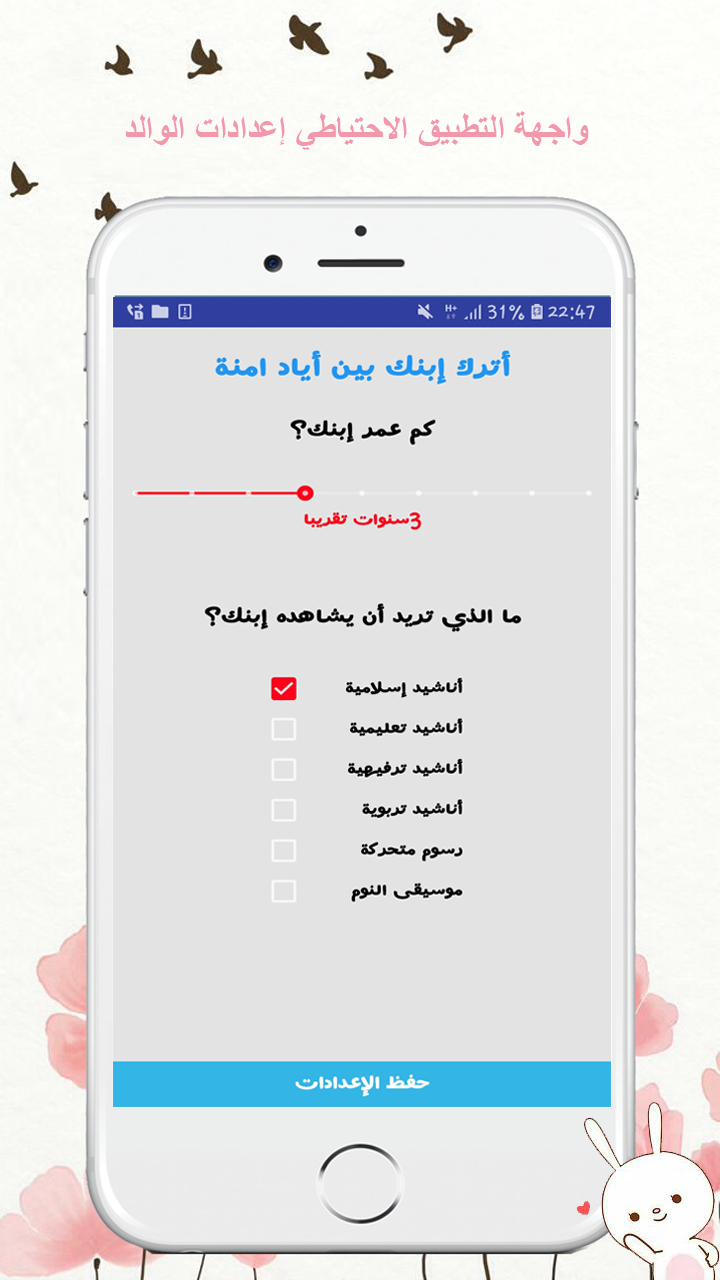 واجهة التطبيق الاحتياطي إعدادات الوالد
H+ 31% 22:47
أترك إبنك بين أياد امنة
كم عمر إبنك؟
3سنوات تقريبا
ما الذي تريد أن يشاهده إبنك؟
أناشيد إسلامية
أناشيد تعليمية
أناشيد ترفيهية
أناشيد تربوية
رسوم متحركة
موسيقى النوم
حفظ الإعدادات